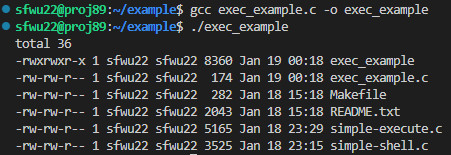 sfwu22@proj89:~/example$ gcc exec_example.c -o exec_example
sfwu22@proj89:~/example$ ./exec_example
total 36
-rwxrwxr-x 1 sfwu22 sfwu22 8360 Jan 19 00:18 exec_example
-rw-rw-r-- 1 sfwu22 sfwu22  174 Jan 19 00:18 exec_example.c
-rw-rw-r-- 1 sfwu22 sfwu22  282 Jan 18 15:18 Makefile
-rw-rw-r-- 1 sfwu22 sfwu22 2043 Jan 18 15:18 README.txt
-rw-rw-r-- 1 sfwu22 sfwu22 5165 Jan 18 23:29 simple-execute.c
-rw-rw-r-- 1 sfwu22 sfwu22 3525 Jan 18 23:15 simple-shell.c